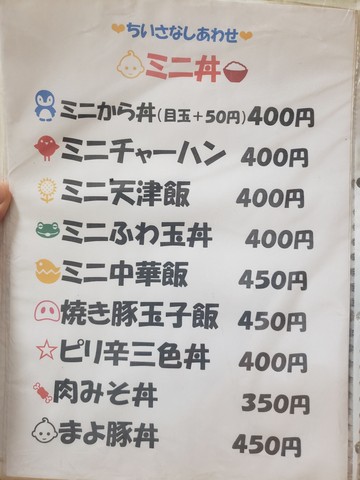 ちいさなしあわせ
ミニ丼
ミニから丼(目玉+50円) 400円
ミニチャーハン 400円
ミニ天津飯 400円
ミニふわ玉丼 400円
ミニ中華飯 450円
焼き豚玉子飯 450円
ピリ辛三色丼 400円
肉みそ丼 350円
まよ豚丼 450円